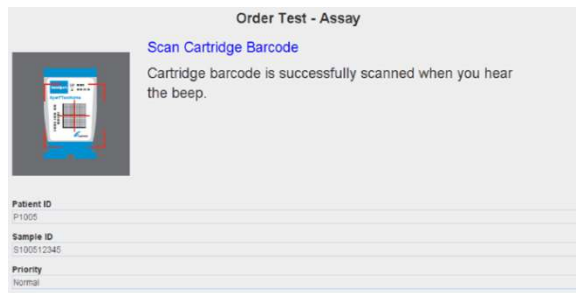 Order Test - Assay
Scan Cartridge Barcode
Cartridge barcode is successfully scanned when you hear
the beep.
Patient ID
P1005
Sample ID
S100512345
Priority
Normal